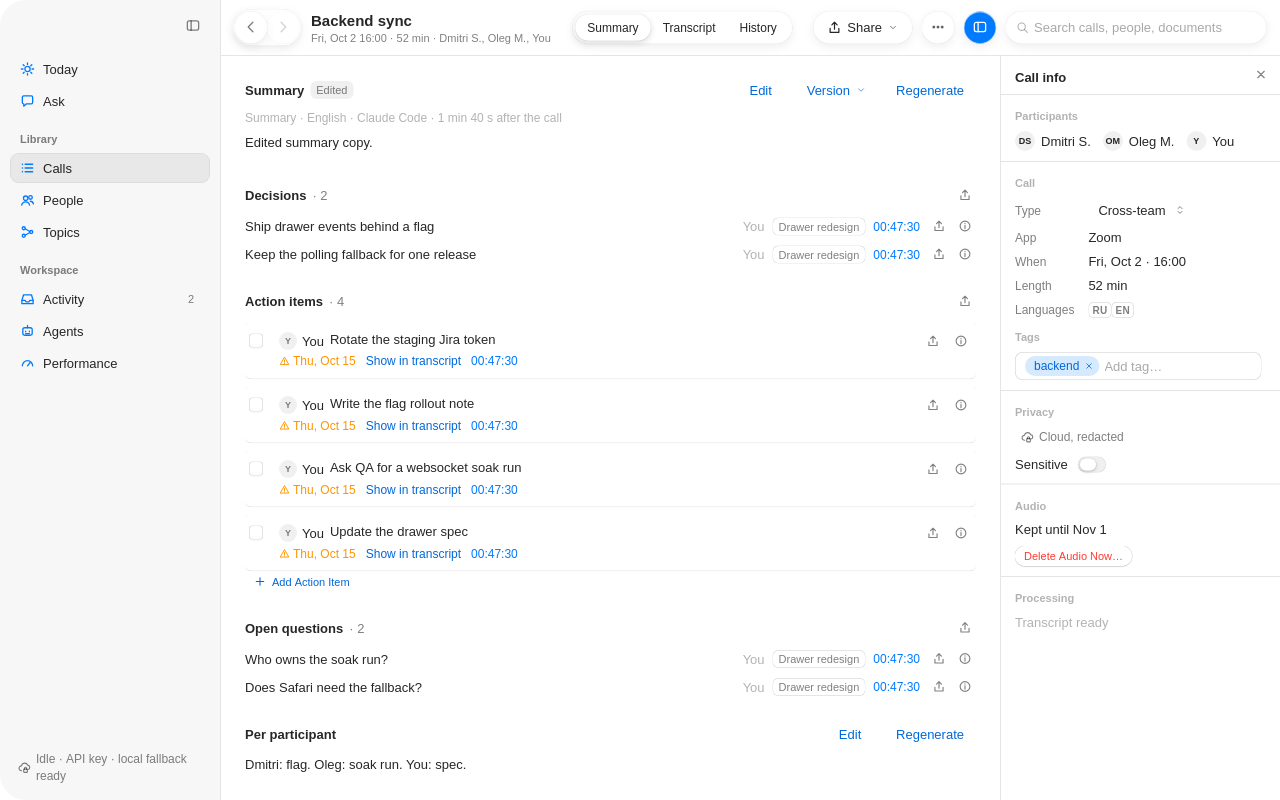 Today
Ask
Library
Calls
People
Topics
Workspace
Activity 2
Agents
Performance
Idle · API key · local fallback
ready
Backend sync
Fri, Oct 2 16:00 · 52 min · Dmitri S., Oleg M., You
Summary Transcript History
Share
Search calls, people, documents
Summary Edited Edit Version Regenerate
Summary · English · Claude Code · 1 min 40 s after the call
Edited summary copy.
Decisions · 2
Ship drawer events behind a flag You Drawer redesign 00:47:30
Keep the polling fallback for one release You Drawer redesign 00:47:30
Action items · 4
Y You Rotate the staging Jira token
Thu, Oct 15 Show in transcript 00:47:30
Y You Write the flag rollout note
Thu, Oct 15 Show in transcript 00:47:30
Y You Ask QA for a websocket soak run
Thu, Oct 15 Show in transcript 00:47:30
Y You Update the drawer spec
Thu, Oct 15 Show in transcript 00:47:30
Add Action Item
Open questions · 2
Who owns the soak run? You Drawer redesign 00:47:30
Does Safari need the fallback? You Drawer redesign 00:47:30
Per participant Edit Regenerate
Dmitri: flag. Oleg: soak run. You: spec.
Call info
Participants
DS Dmitri S. OM Oleg M. Y You
Call
Type Cross-team
App Zoom
When Fri, Oct 2 · 16:00
Length 52 min
Languages RU EN
Tags
backend Add tag…
Privacy
Cloud, redacted
Sensitive
Audio
Kept until Nov 1
Delete Audio Now…
Processing
Transcript ready